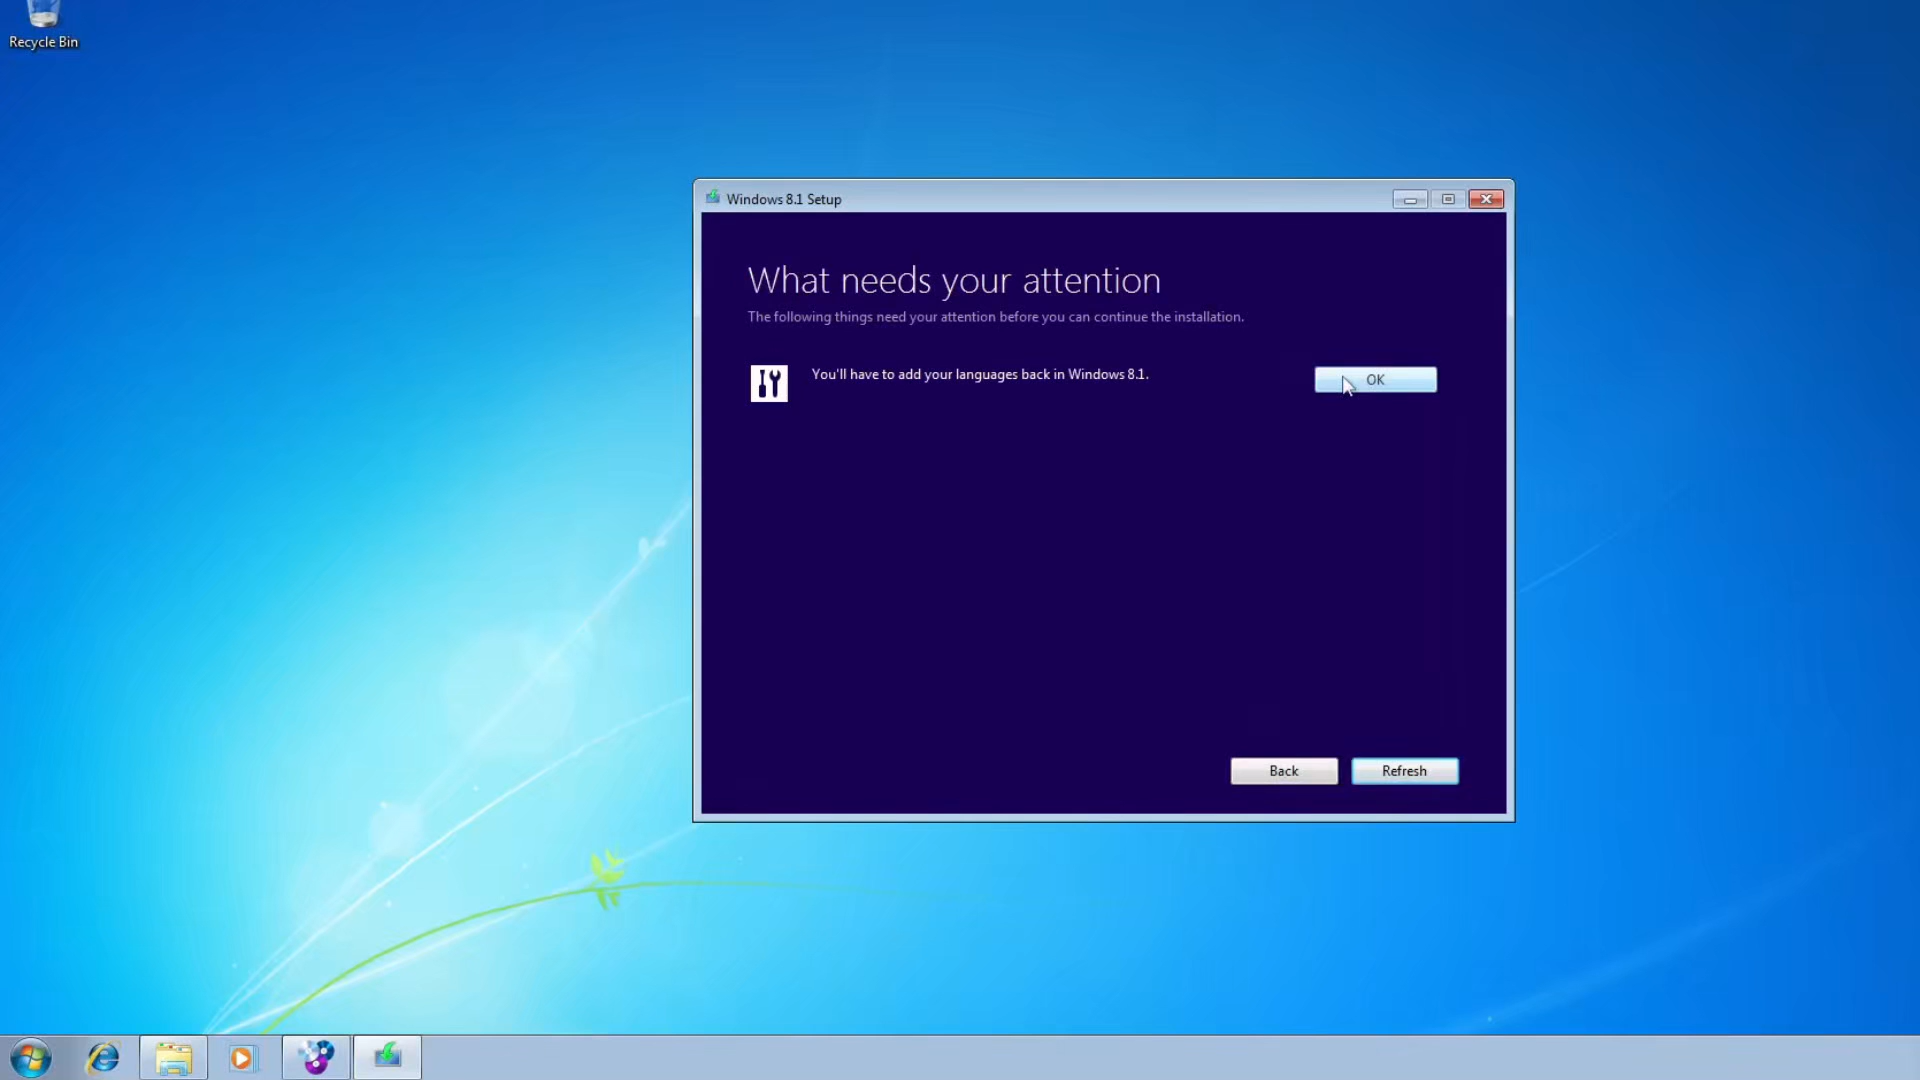 Recycle Bin
Windows 8.1 Setup
What needs your attention
The following things need your attention before you can continue the installation.
You'll have to add your languages back in Windows 8.1.
OK
Back
Refresh